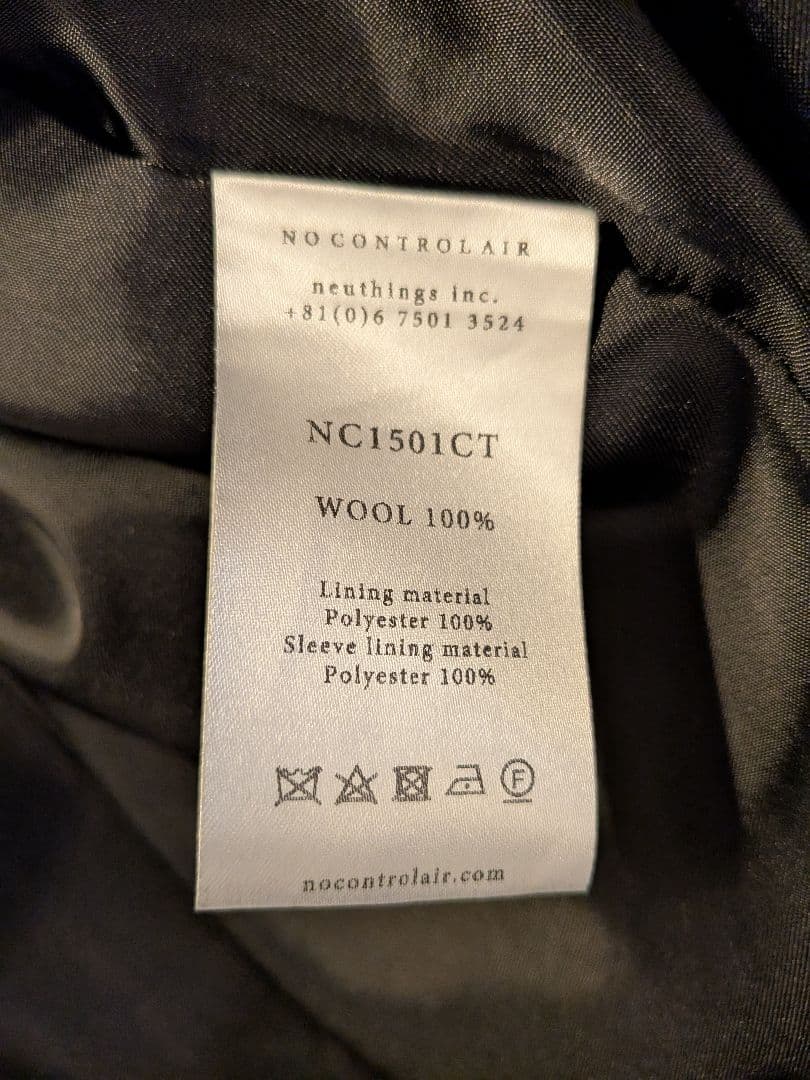 NO CONTROL AIR
neuthings inc.
+81(0)6 7501 3524
NC1501CT
WOOL 100%
Lining material
Polyester 100%
Sleeve lining material
Polyester 100%
F
nocontrolair.com